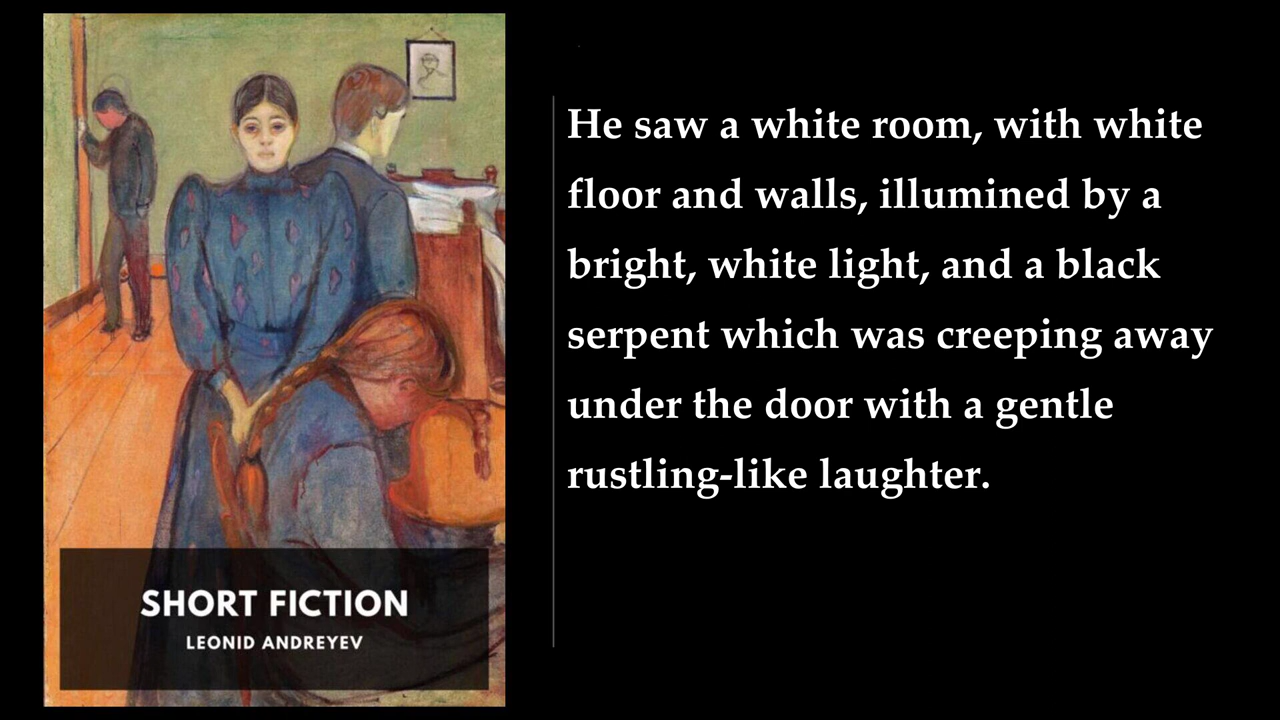 He saw a white room, with white
floor and walls, illumined by a
bright, white light, and a black
serpent which was creeping away
under the door with a gentle
rustling-like laughter.
SHORT FICTION
LEONID ANDREYEV